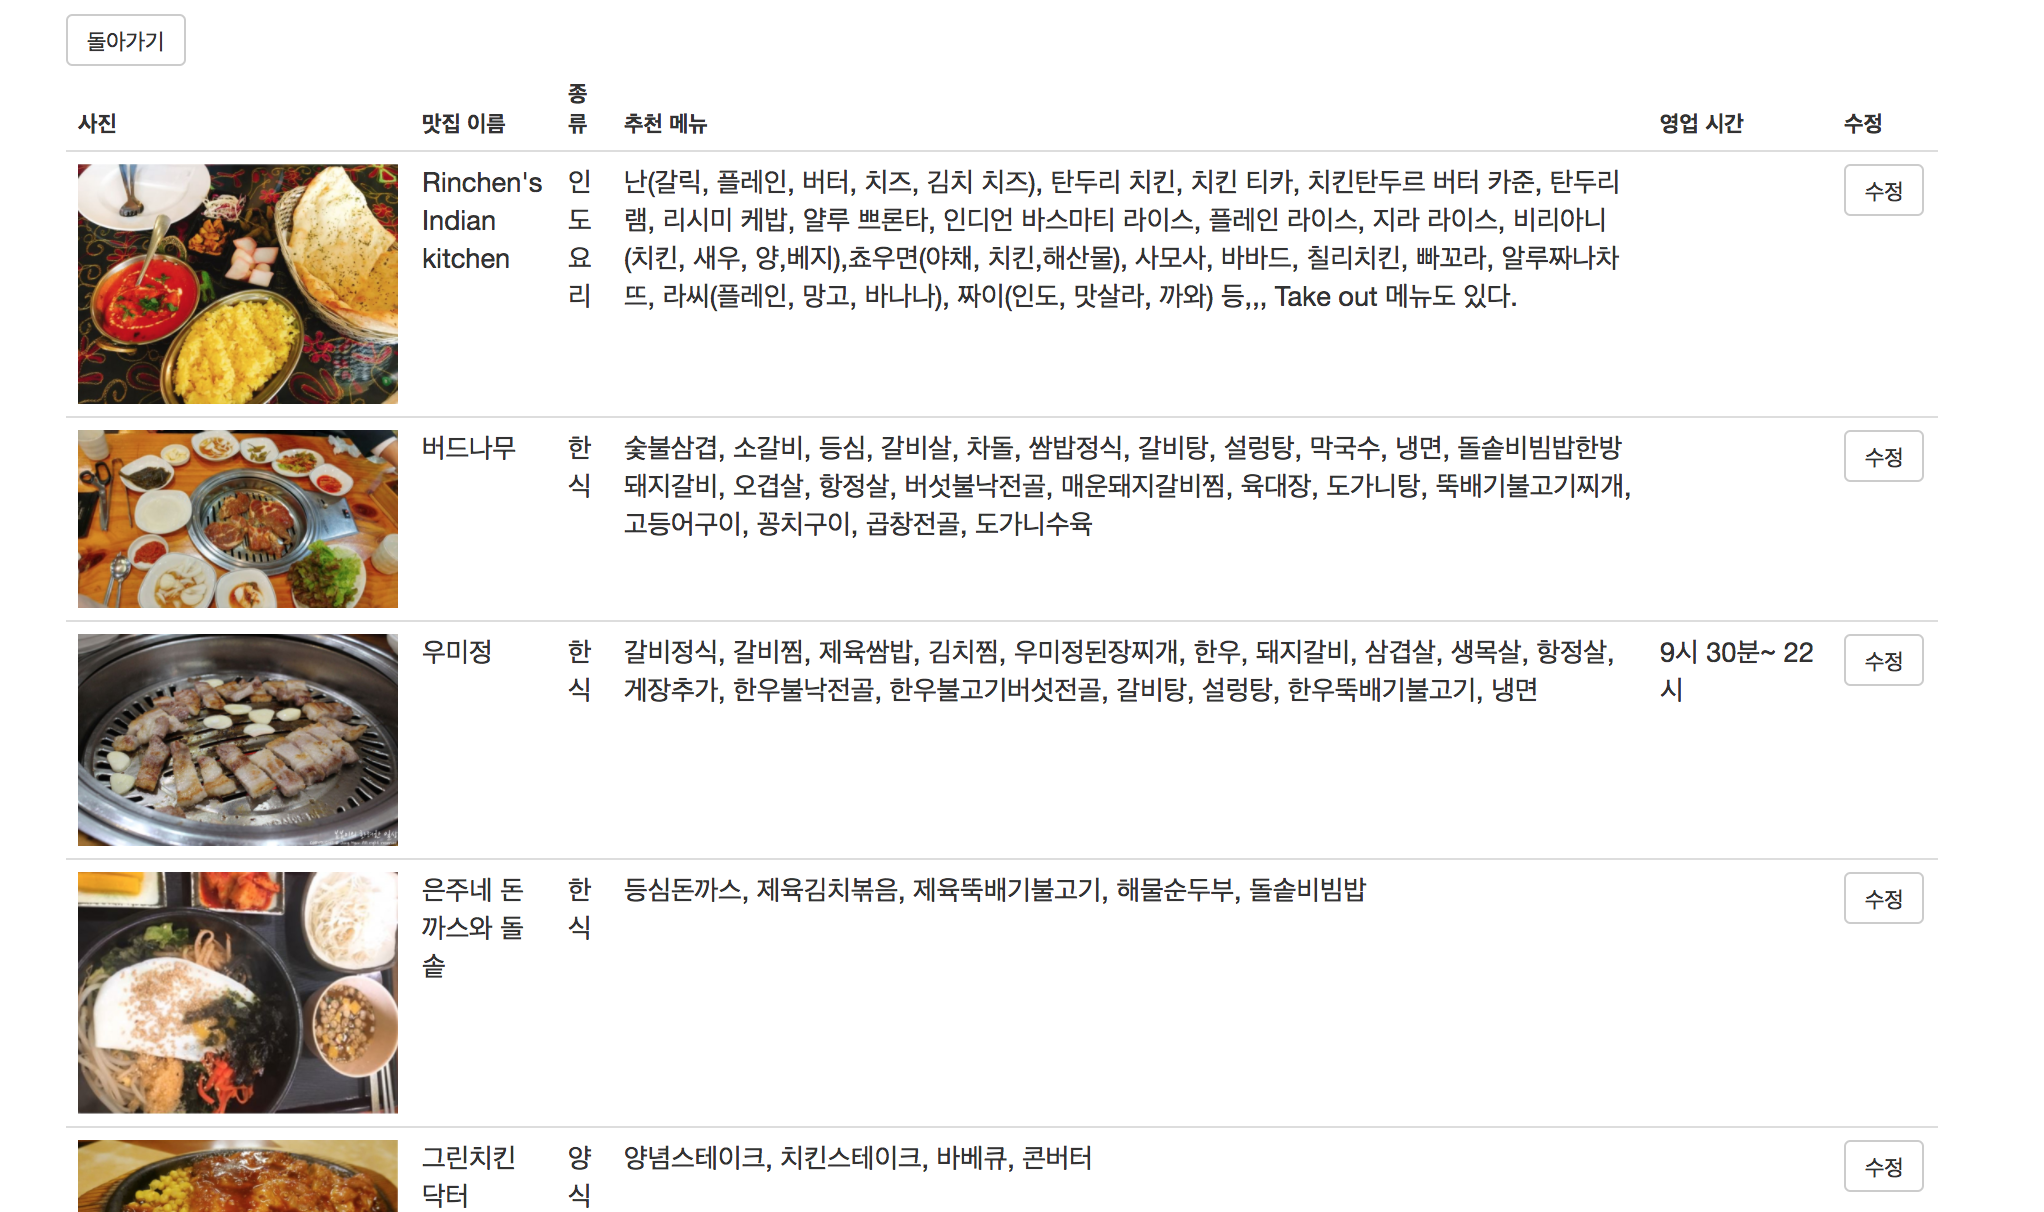 돌아가기
사진 맛집 이름 종류 추천 메뉴 영업 시간 수정
Rinchen's
Indian
kitchen
인
도
요
리
난(갈릭, 플레인, 버터, 치즈, 김치 치즈), 탄두리 치킨, 치킨 티카, 치킨탄두르 버터 카쥰, 탄두리
램, 리시미 케밥, 얄루 쁘론타, 인디언 바스마티 라이스, 플레인 라이스, 지라 라이스, 비리아니
(치킨, 새우, 양,베지),쵸우면(야채, 치킨,해산물), 사모사, 바바드, 칠리치킨, 빠꼬라, 알루짜나차
뜨, 라씨(플레인, 망고, 바나나), 짜이(인도, 맛살라, 까와) 등,,, Take out 메뉴도 있다.
수정
버드나무
한
식
숯불삼겹, 소갈비, 등심, 갈비살, 차돌, 쌈밥정식, 갈비탕, 설렁탕, 막국수, 냉면, 돌솥비빔밥한방
돼지갈비, 오겹살, 항정살, 버섯불낙전골, 매운돼지갈비찜, 육대장, 도가니탕, 뚝배기불고기찌개,
고등어구이, 꽁치구이, 곱창전골, 도가니수육
수정
우미정
한
식
갈비정식, 갈비찜, 제육쌈밥, 김치찜, 우미정된장찌개, 한우, 돼지갈비, 삼겹살, 생목살, 항정살,
게장추가, 한우불낙전골, 한우불고기버섯전골, 갈비탕, 설렁탕, 한우뚝배기불고기, 냉면
9시 30분~ 22
시
수정
은주네 돈
까스와 돌
솥
한
식
등심돈까스, 제육김치볶음, 제육뚝배기불고기, 해물순두부, 돌솥비빔밥
수정
그린치킨
닥터
양
식
양념스테이크, 치킨스테이크, 바베큐, 콘버터
수정